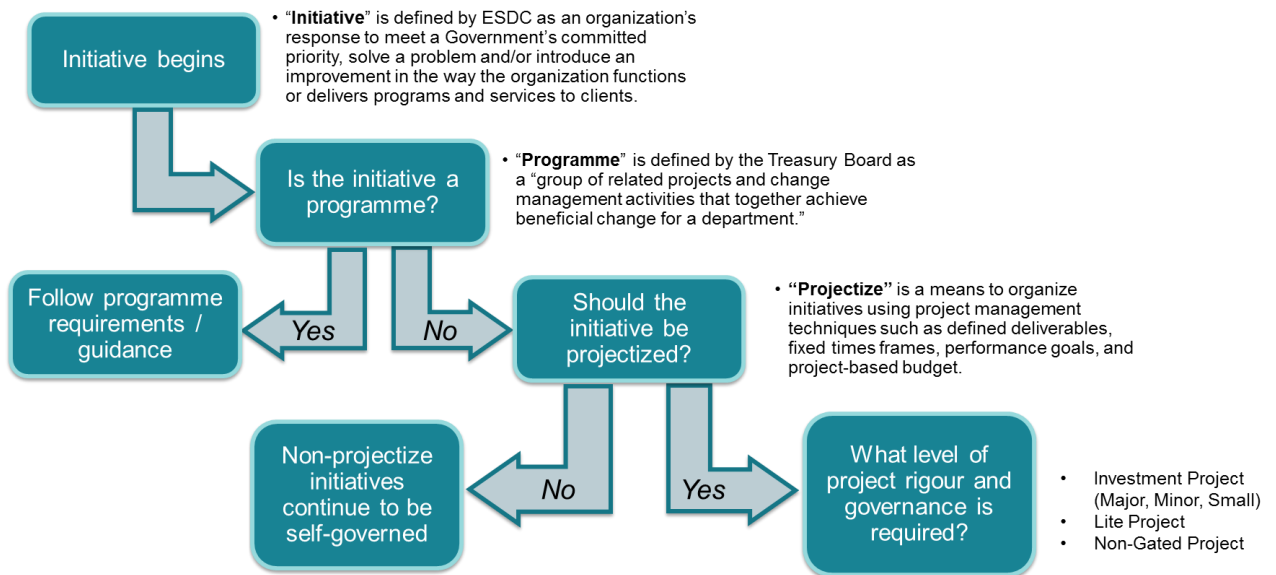 Initiative begins
• “Initiative” is defined by ESDC as an organization’s
response to meet a Government’s committed
priority, solve a problem and/or introduce an
improvement in the way the organization functions
or delivers programs and services to clients.
Is the initiative a
programme?
• “Programme” is defined by the Treasury Board as
a “group of related projects and change
management activities that together achieve
beneficial change for a department.”
Follow programme
requirements /
guidance
Yes
No
Should the
initiative be
projectized?
• “Projectize” is a means to organize
initiatives using project management
techniques such as defined deliverables,
fixed times frames, performance goals, and
project-based budget.
Non-projectize
initiatives
continue to be
self-governed
No
Yes
What level of
project rigour and
governance is
required?
• Investment Project
(Major, Minor, Small)
• Lite Project
• Non-Gated Project